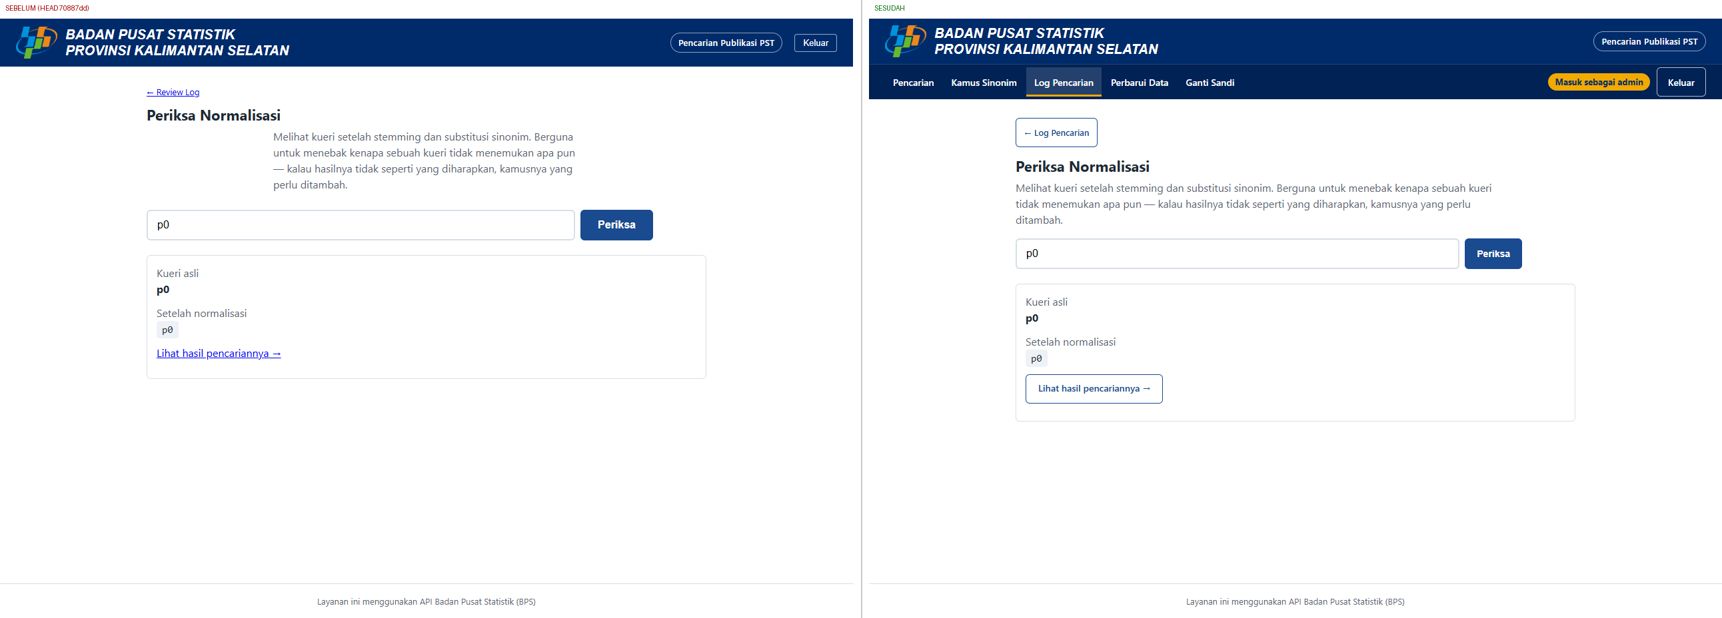 SEBELUM (HEAD 70887dd)
BADAN PUSAT STATISTIK
PROVINSI KALIMANTAN SELATAN
Pencarian Publikasi PST
Keluar
← Review Log
Periksa Normalisasi
Melihat kueri setelah stemming dan substitusi sinonim. Berguna
untuk menebak kenapa sebuah kueri tidak menemukan apa pun
— kalau hasilnya tidak seperti yang diharapkan, kamusnya yang
perlu ditambah.
p0
Periksa
Kueri asli
p0
Setelah normalisasi
p0
Lihat hasil pencariannya →
Layanan ini menggunakan API Badan Pusat Statistik (BPS)
SESUDAH
BADAN PUSAT STATISTIK
PROVINSI KALIMANTAN SELATAN
Pencarian Publikasi PST
Pencarian
Kamus Sinonim
Log Pencarian
Perbarui Data
Ganti Sandi
Masuk sebagai admin
Keluar
← Log Pencarian
Periksa Normalisasi
Melihat kueri setelah stemming dan substitusi sinonim. Berguna untuk menebak kenapa sebuah kueri
tidak menemukan apa pun — kalau hasilnya tidak seperti yang diharapkan, kamusnya yang perlu
ditambah.
p0
Periksa
Kueri asli
p0
Setelah normalisasi
p0
Lihat hasil pencariannya →
Layanan ini menggunakan API Badan Pusat Statistik (BPS)